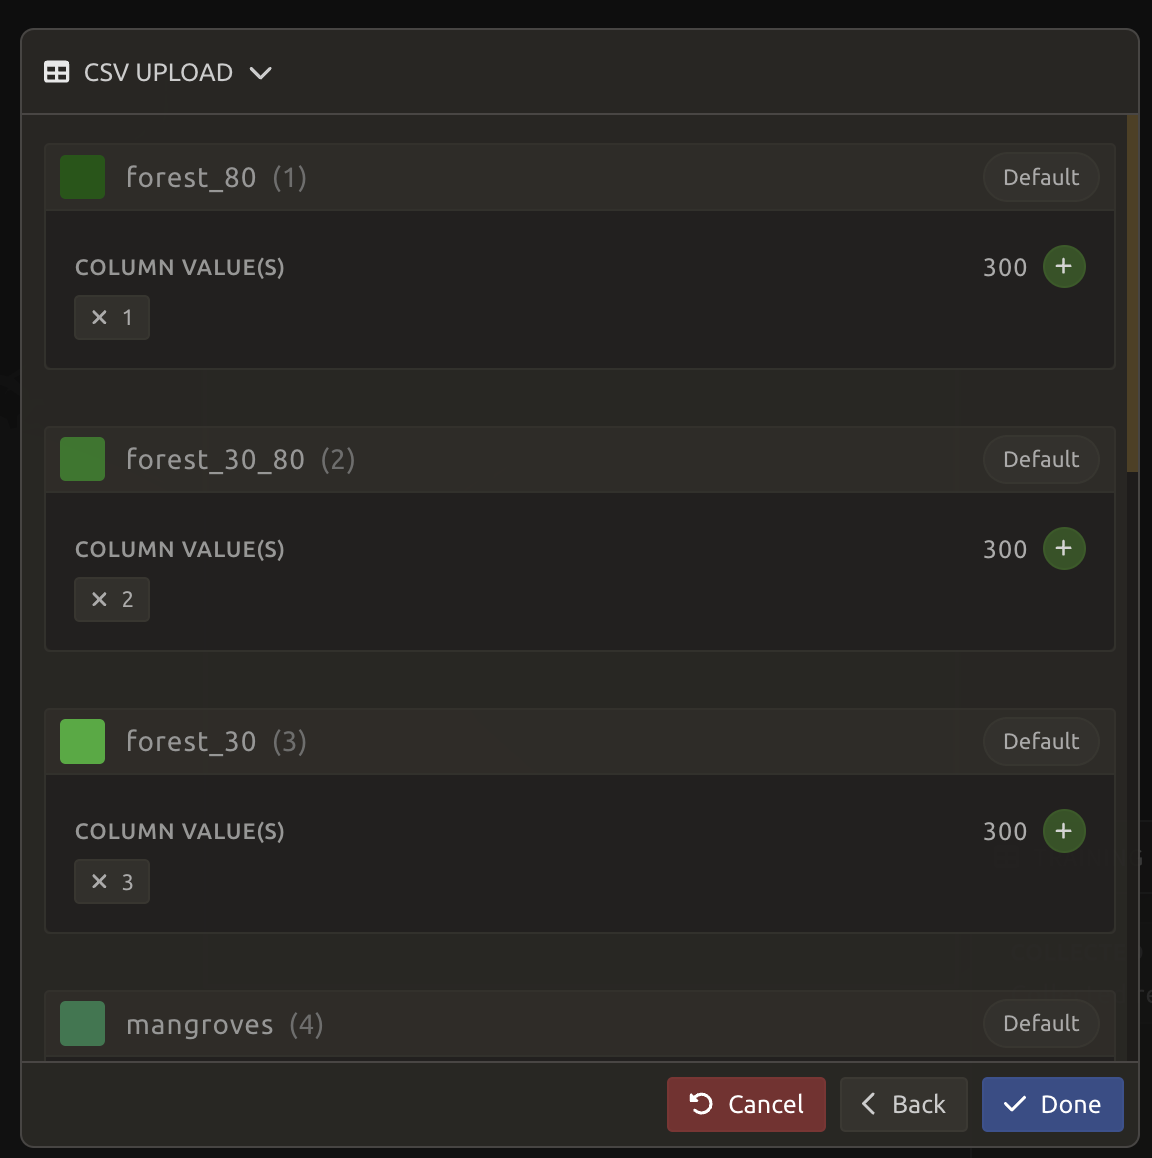 CSV UPLOAD
forest_80 (1) Default
COLUMN VALUE(S) 300 +
× 1
forest_30_80 (2) Default
COLUMN VALUE(S) 300 +
× 2
forest_30 (3) Default
COLUMN VALUE(S) 300 +
× 3
mangroves (4) Default
Cancel Back Done